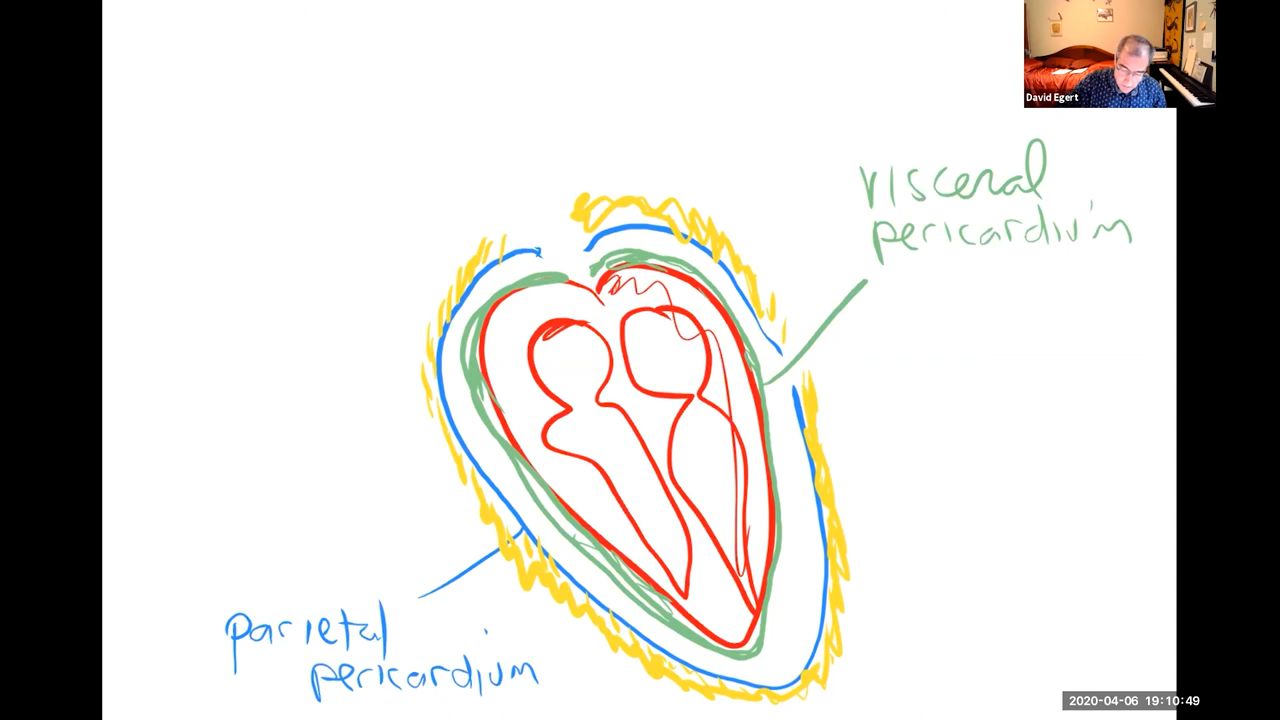 David Egert
visceral
pericardium
parietal
pericardium
2020-04-06 19:10:49